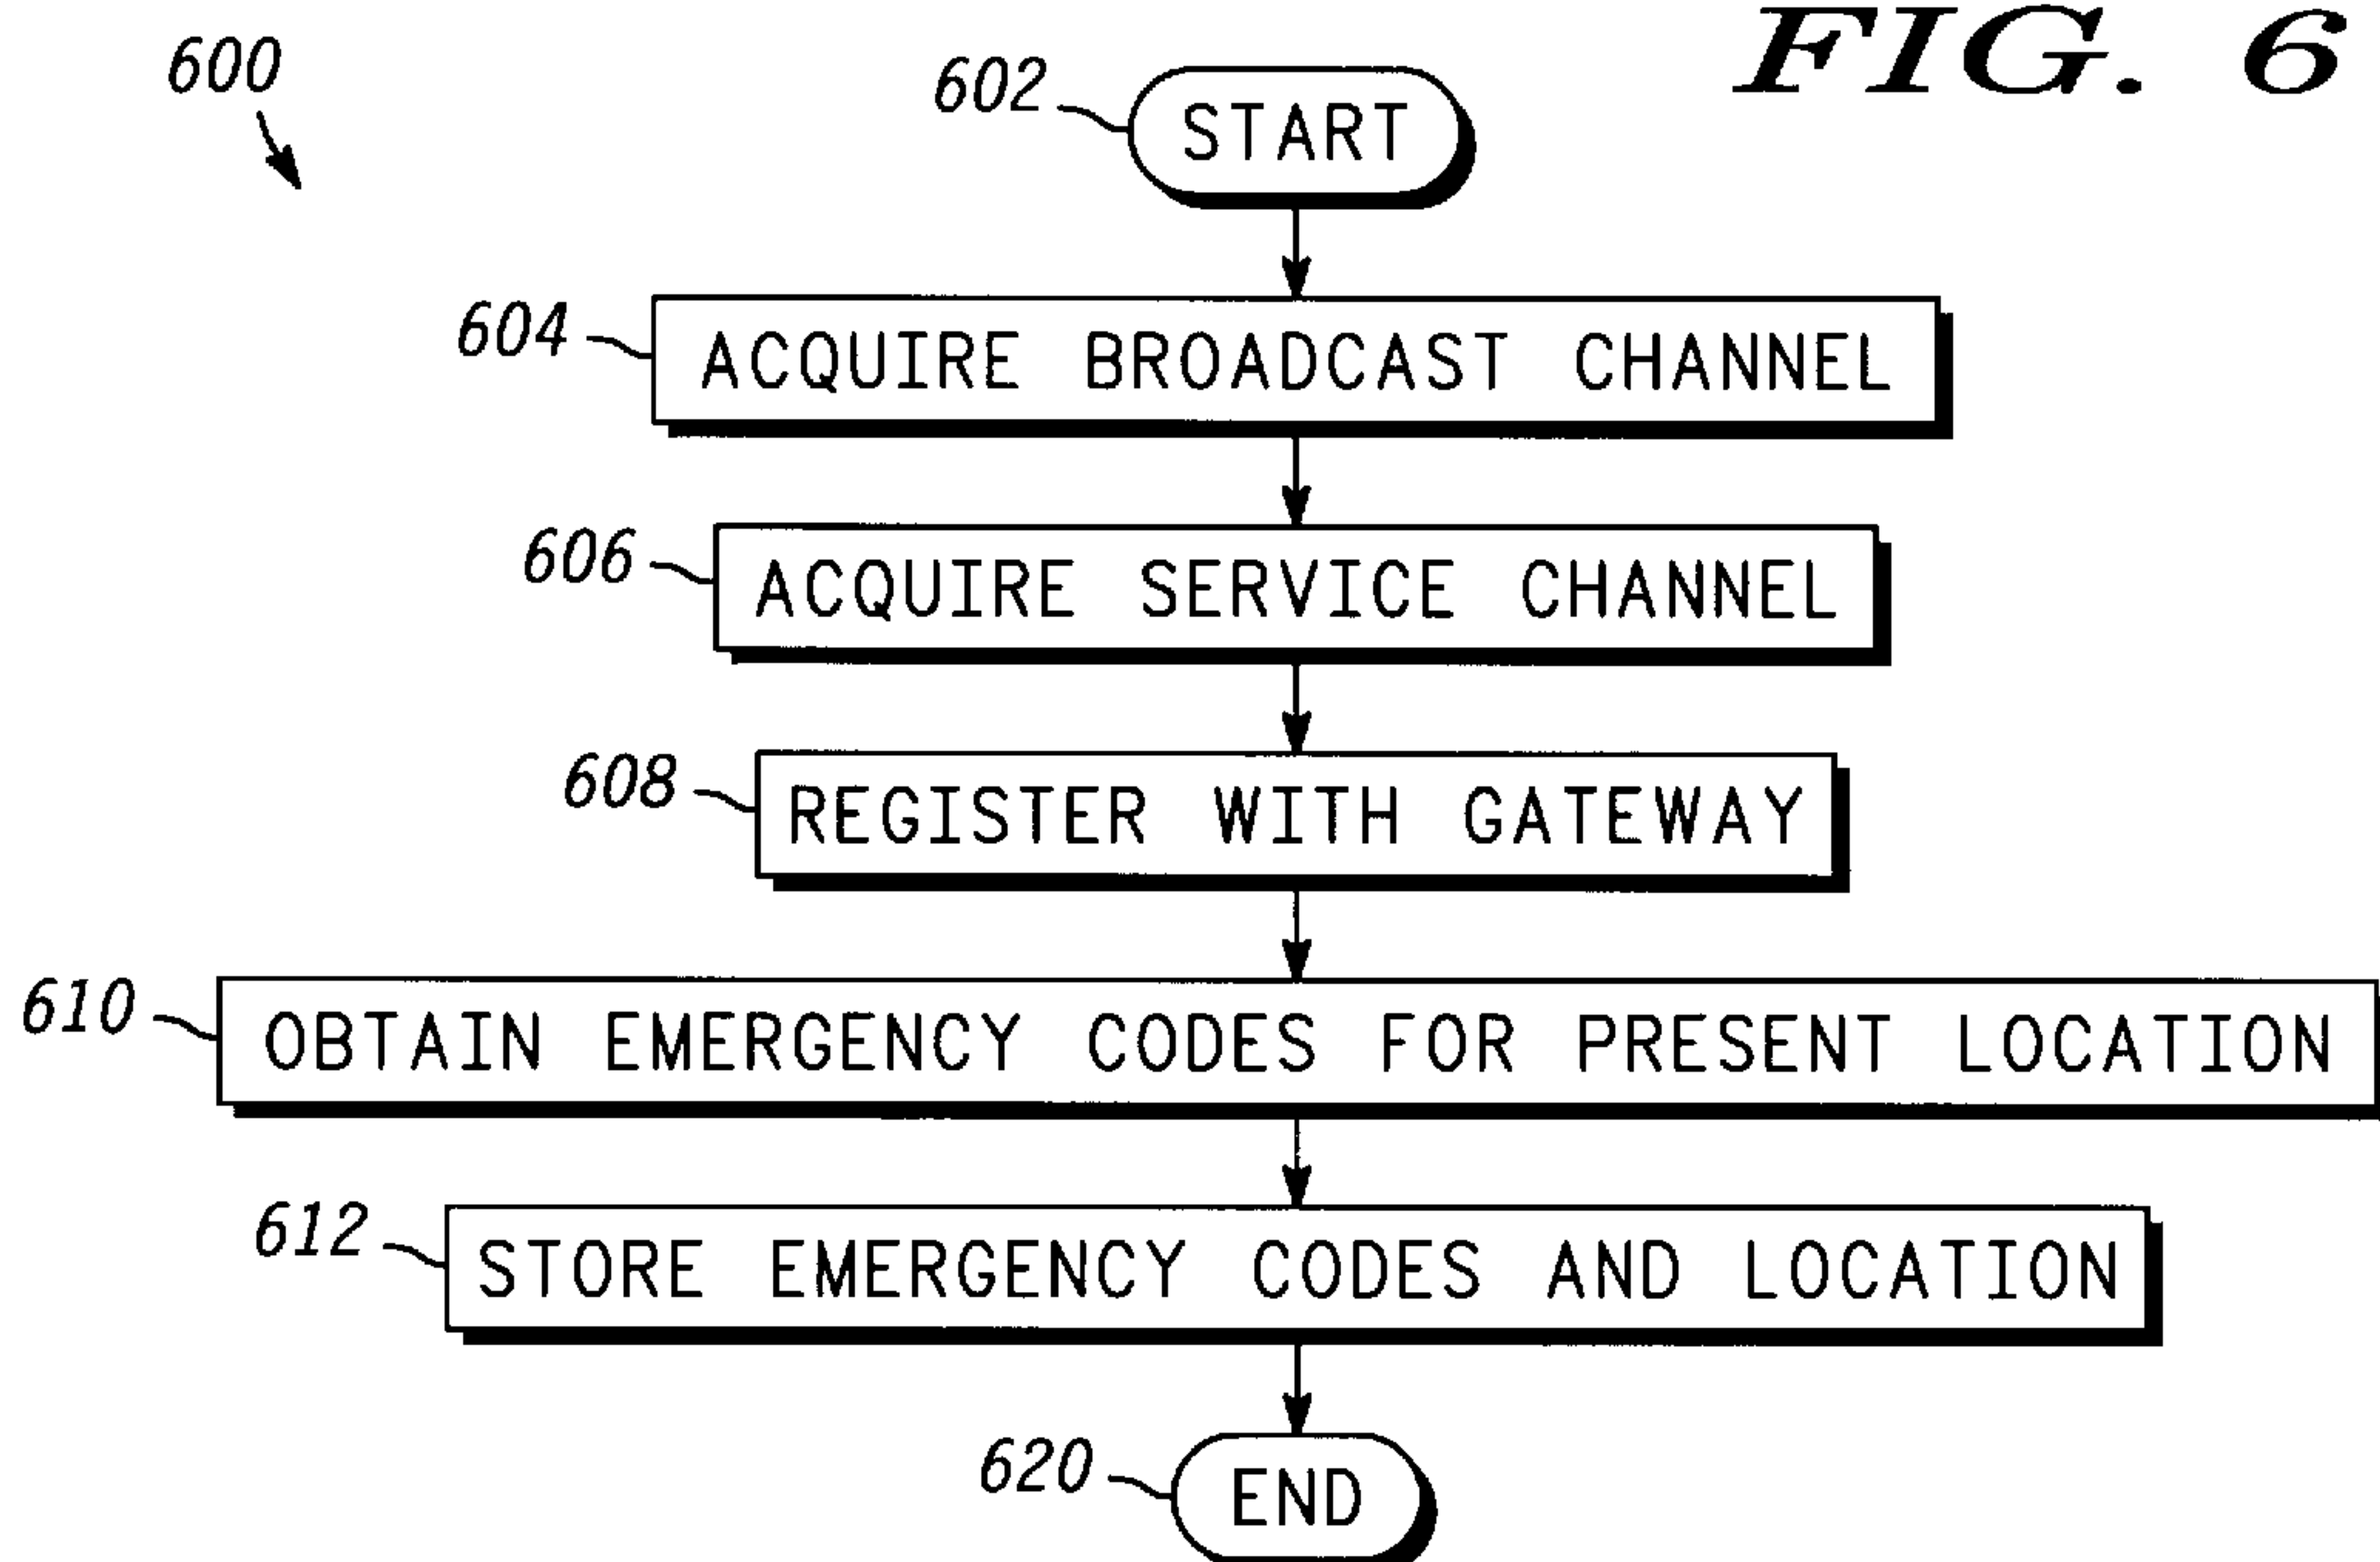 FIG. 6
600
602
START
604
ACQUIRE BROADCAST CHANNEL
606
ACQUIRE SERVICE CHANNEL
608
REGISTER WITH GATEWAY
610
OBTAIN EMERGENCY CODES FOR PRESENT LOCATION
612
STORE EMERGENCY CODES AND LOCATION
620
END